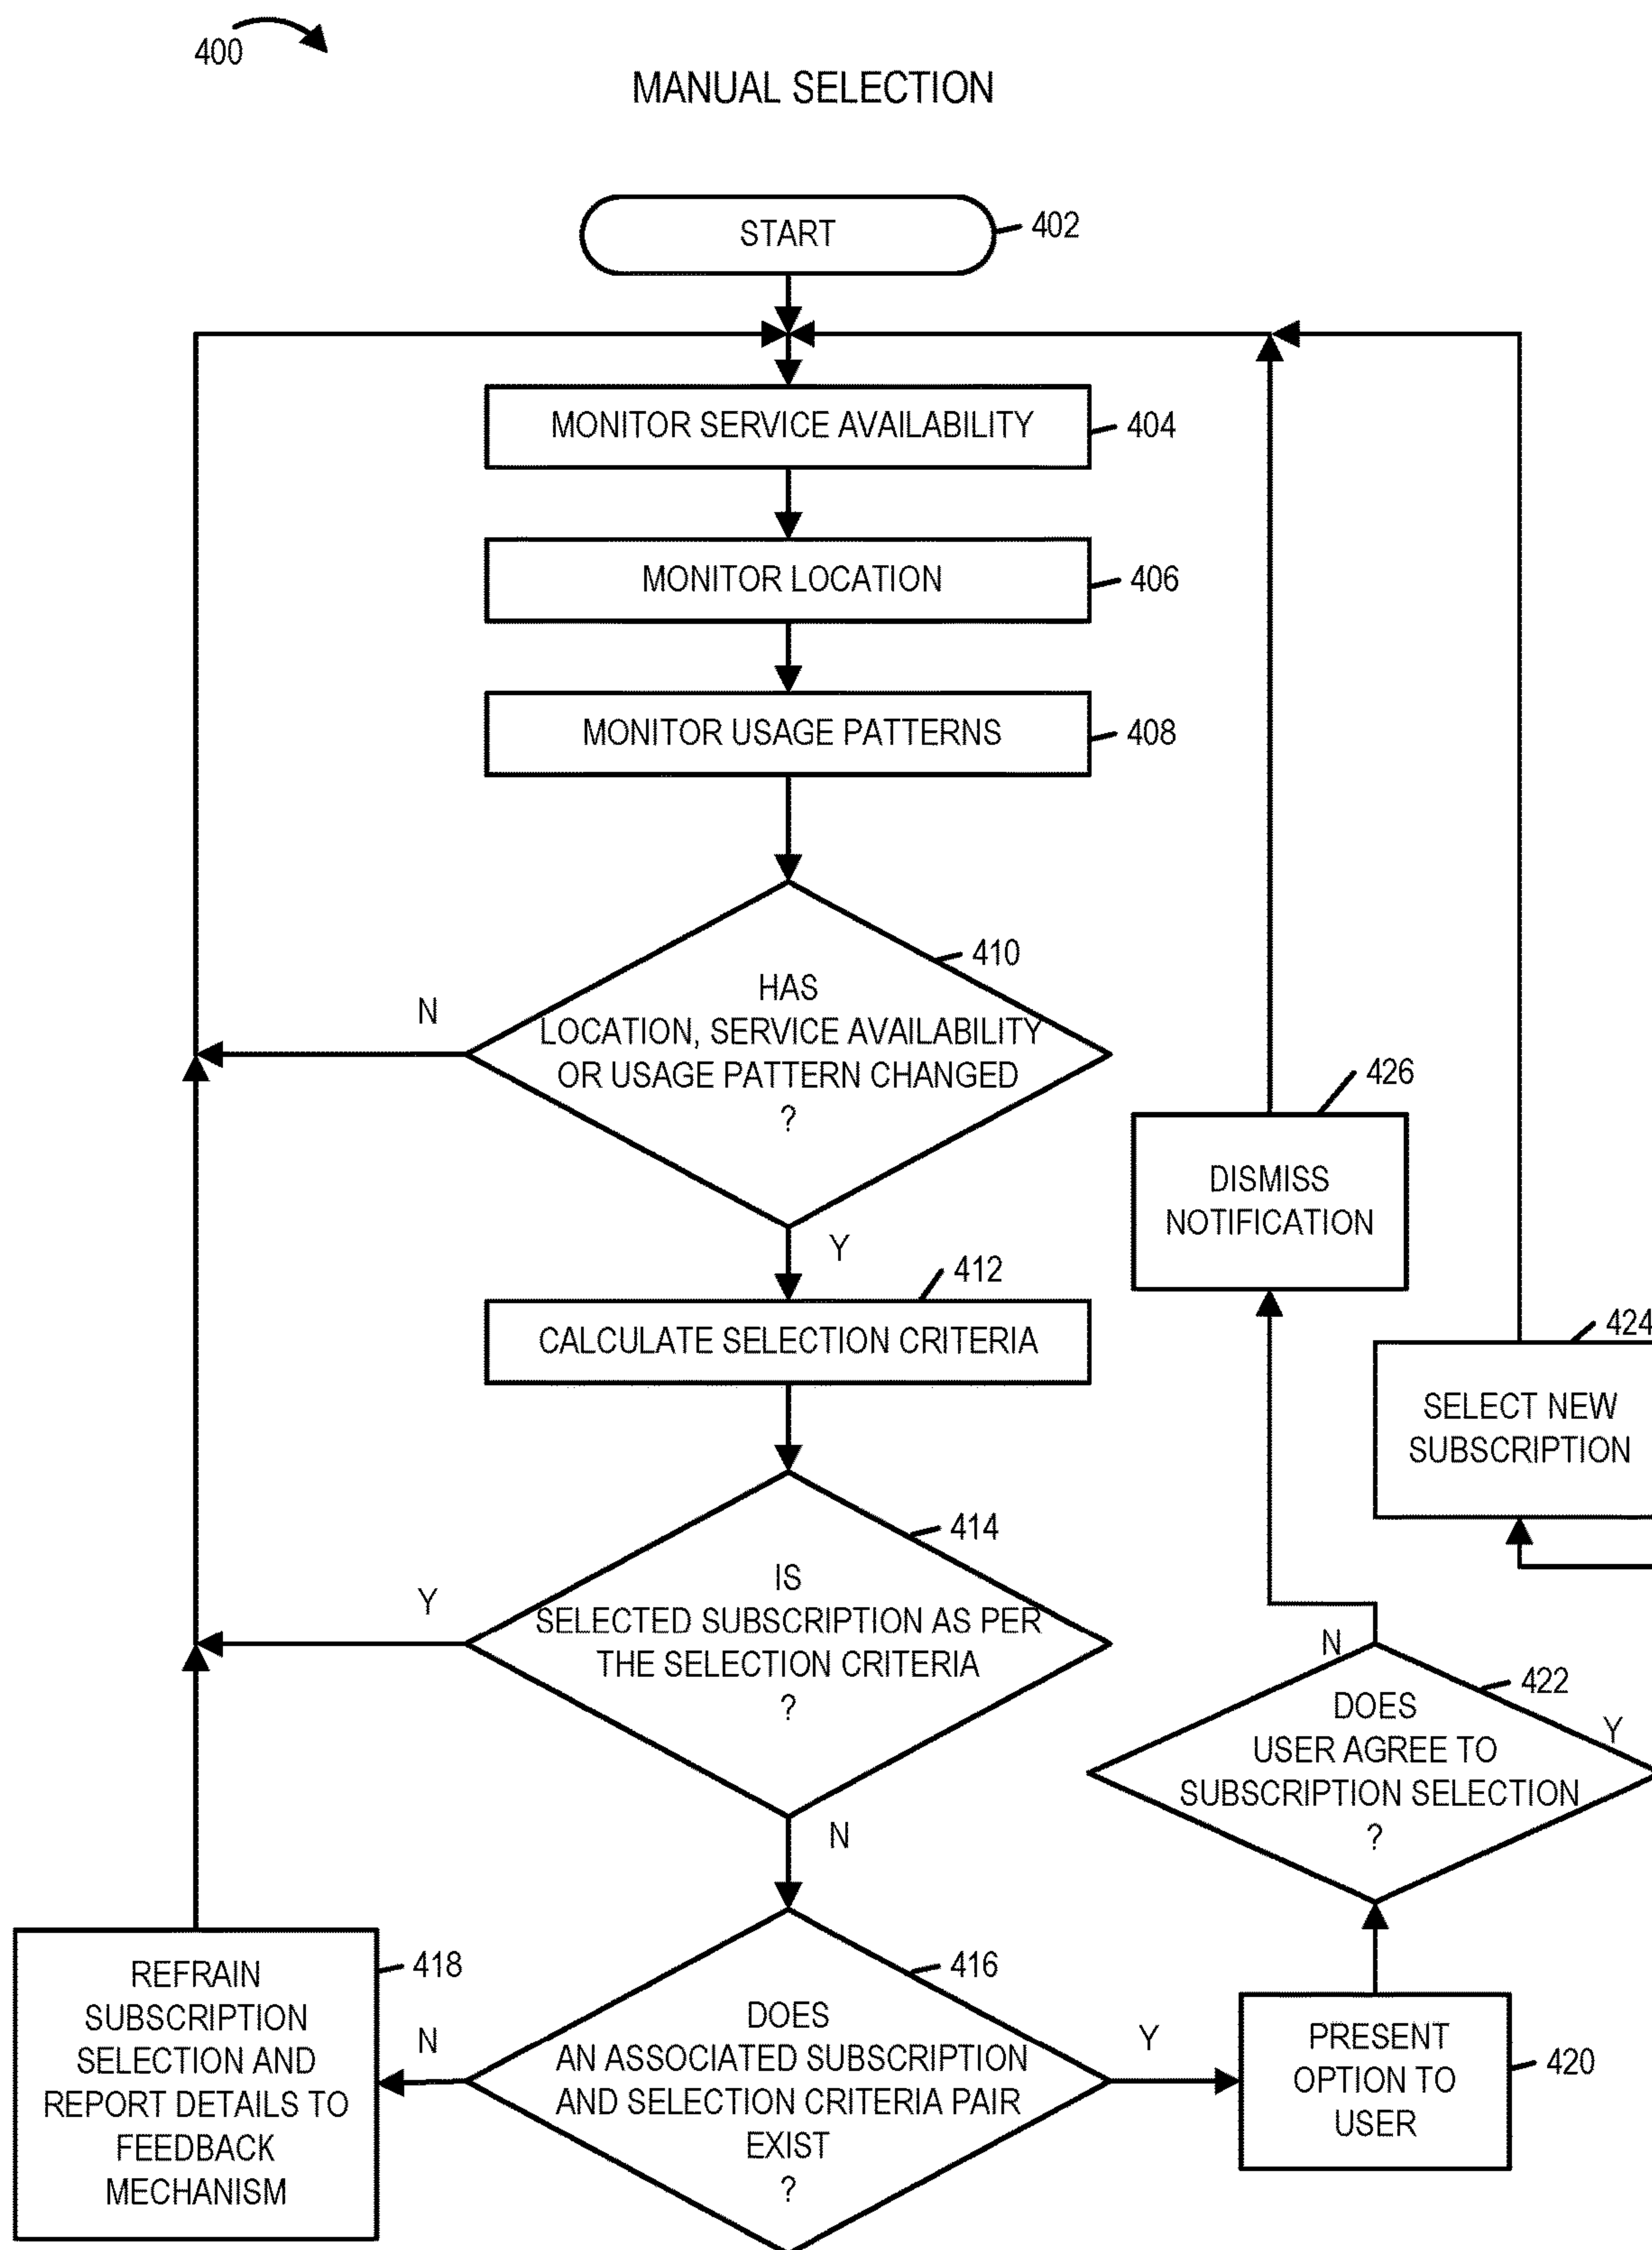 400
MANUAL SELECTION
START
402
MONITOR SERVICE AVAILABILITY
404
MONITOR LOCATION
406
MONITOR USAGE PATTERNS
408
410
HAS
LOCATION, SERVICE AVAILABILITY
OR USAGE PATTERN CHANGED
?
N
Y
412
CALCULATE SELECTION CRITERIA
414
IS
SELECTED SUBSCRIPTION AS PER
THE SELECTION CRITERIA
?
Y
N
416
DOES
AN ASSOCIATED SUBSCRIPTION
AND SELECTION CRITERIA PAIR
EXIST
?
N
Y
418
REFRAIN
SUBSCRIPTION
SELECTION AND
REPORT DETAILS TO
FEEDBACK
MECHANISM
PRESENT
OPTION TO
USER
420
422
DOES
USER AGREE TO
SUBSCRIPTION SELECTION
?
N
Y
424
SELECT NEW
SUBSCRIPTION
426
DISMISS
NOTIFICATION